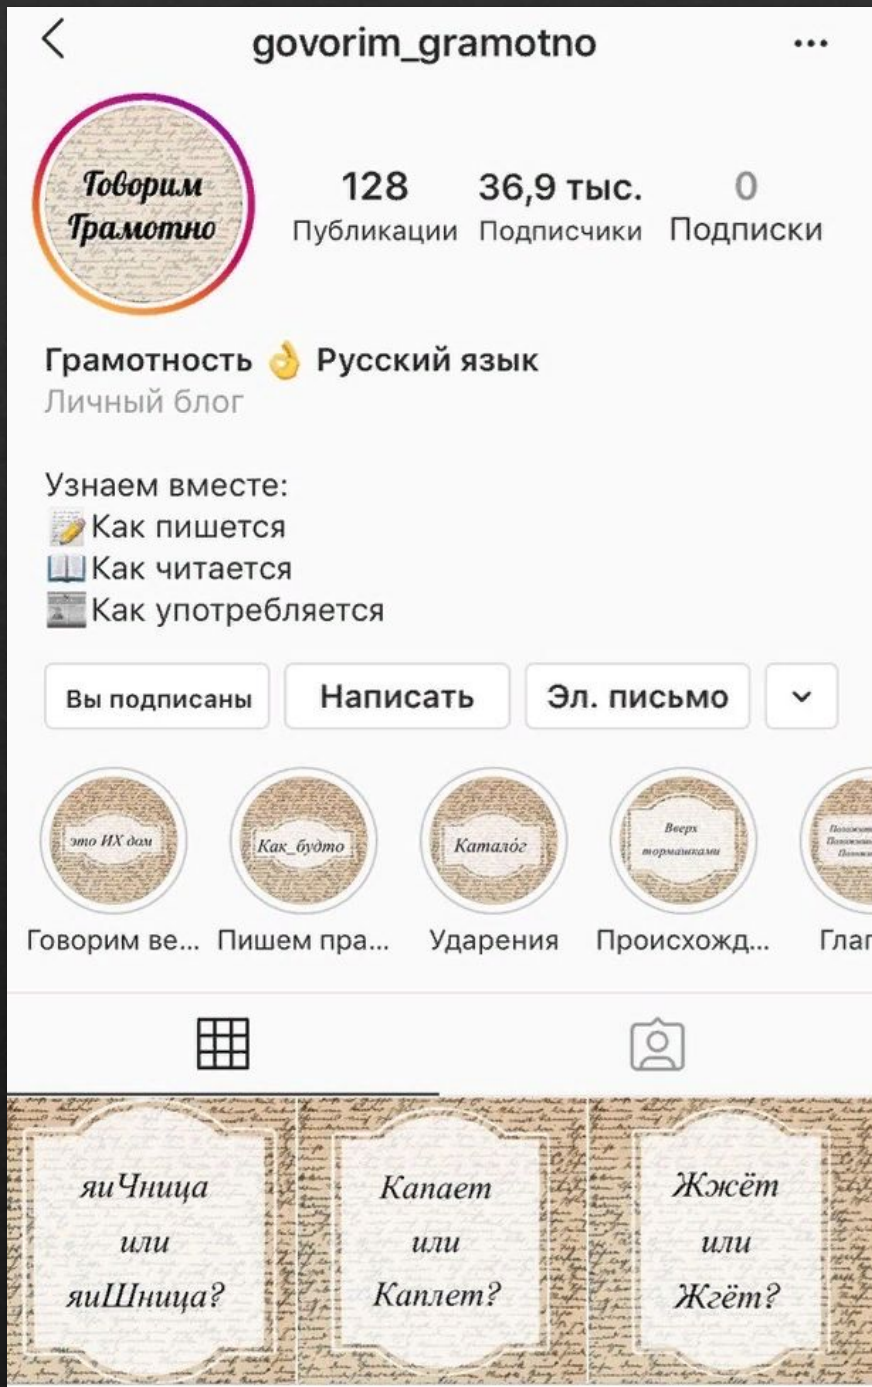 govorim_gramotno
Говорим
Грамотно
128
Публикации
36,9 тыс.
Подписчики
0
Подписки
Грамотность 👌 Русский язык
Личный блог
Узнаем вместе:
📝Как пишется
📖Как читается
📰Как употребляется
Вы подписаны
Написать
Эл. письмо
это ИХ дом
Как_будто
Катало́г
Вверх
тормашками
Говорим ве...
Пишем пра...
Ударения
Происхожд...
Глаг
яиЧница
или
яиШница?
Капает
или
Каплет?
Жжёт
или
Жгёт?